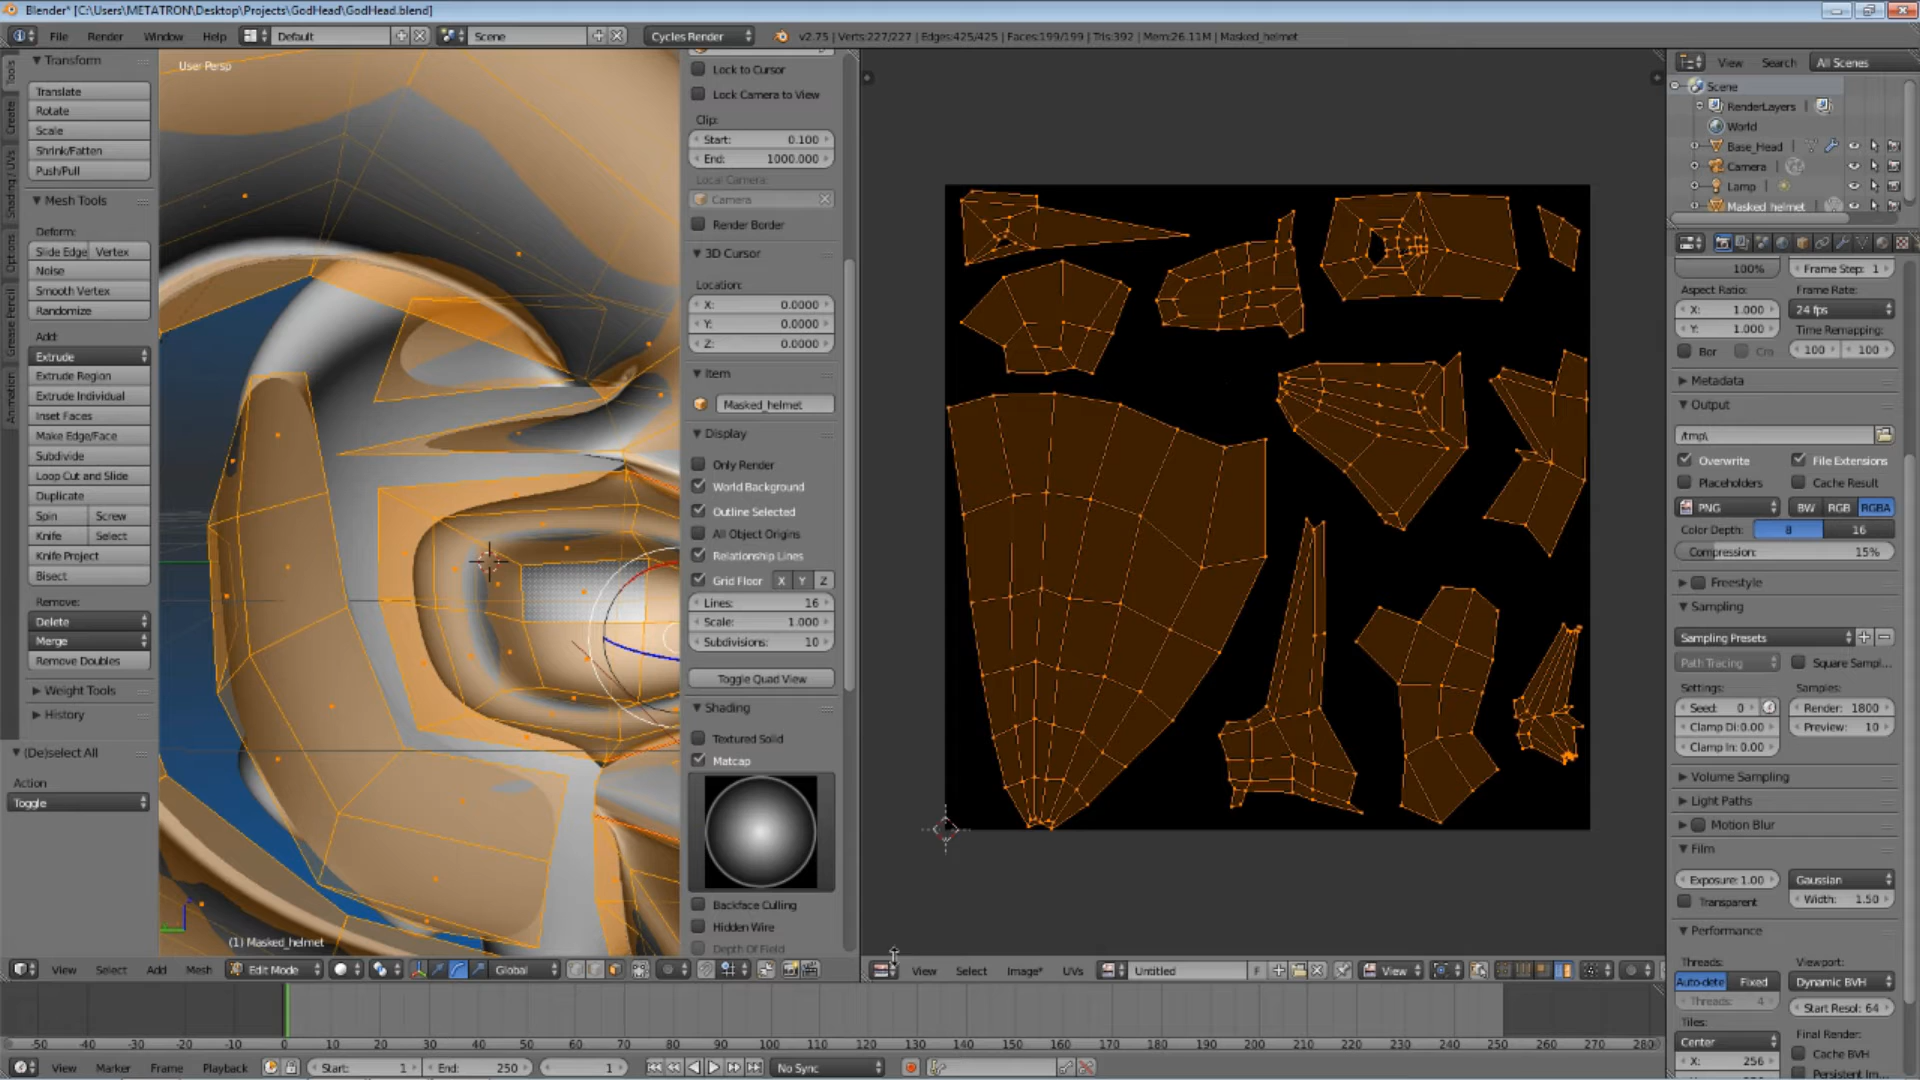 Blender* [C:\Users\METATRON\Desktop\Projects\GodHead\GodHead.blend]
File Render Window Help Default Scene Cycles Render v2.75 | Verts:227/227 | Edges:425/425 | Faces:199/199 | Tris:392 | Mem:26.11M | Masked_helmet
Tools
Create
Shading / UVs
Options
Grease Pencil
Animation
Transform
Translate
Rotate
Scale
Shrink/Fatten
Push/Pull
Mesh Tools
Deform:
Slide Edge Vertex
Noise
Smooth Vertex
Randomize
Add:
Extrude
Extrude Region
Extrude Individual
Inset Faces
Make Edge/Face
Subdivide
Loop Cut and Slide
Duplicate
Spin Screw
Knife Select
Knife Project
Bisect
Remove:
Delete
Merge
Remove Doubles
Weight Tools
History
(De)select All
Action
Toggle
User Persp
(1) Masked_helmet
Lock to Cursor
Lock Camera to View
Clip:
Start: 0.100
End: 1000.000
Local Camera:
Camera
Render Border
3D Cursor
Location:
X: 0.0000
Y: 0.0000
Z: 0.0000
Item
Masked_helmet
Display
Only Render
World Background
Outline Selected
All Object Origins
Relationship Lines
Grid Floor X Y Z
Lines: 16
Scale: 1.000
Subdivisions: 10
Toggle Quad View
Shading
Textured Solid
Matcap
Backface Culling
Hidden Wire
Depth Of Field
View Select Add Mesh Edit Mode Global
View Select Image* UVs Untitled F View
View Search All Scenes
Scene
RenderLayers
World
Base_Head
Camera
Lamp
Masked_helmet
100% Frame Step: 1
Aspect Ratio: Frame Rate:
X: 1.000 24 fps
Y: 1.000 Time Remapping:
Bor Cro 100 100
Metadata
Output
/tmp\
Overwrite File Extensions
Placeholders Cache Result
PNG BW RGB RGBA
Color Depth: 8 16
Compression: 15%
Freestyle
Sampling
Sampling Presets
Path Tracing Square Sampl...
Settings: Samples:
Seed: 0 Render: 1800
Clamp Di:0.00 Preview: 10
Clamp In: 0.00
Volume Sampling
Light Paths
Motion Blur
Film
Exposure: 1.00 Gaussian
Transparent Width: 1.50
Performance
Threads: Viewport:
Auto-dete Fixed Dynamic BVH
Threads: 4 Start Resol: 64
Tiles: Final Render:
Center Cache BVH
X: 256 Persistent Im...
-50 -40 -30 -20 -10 0 10 20 30 40 50 60 70 80 90 100 110 120 130 140 150 160 170 180 190 200 210 220 230 240 250 260 270 280
View Marker Frame Playback Start: 1 End: 250 1 No Sync